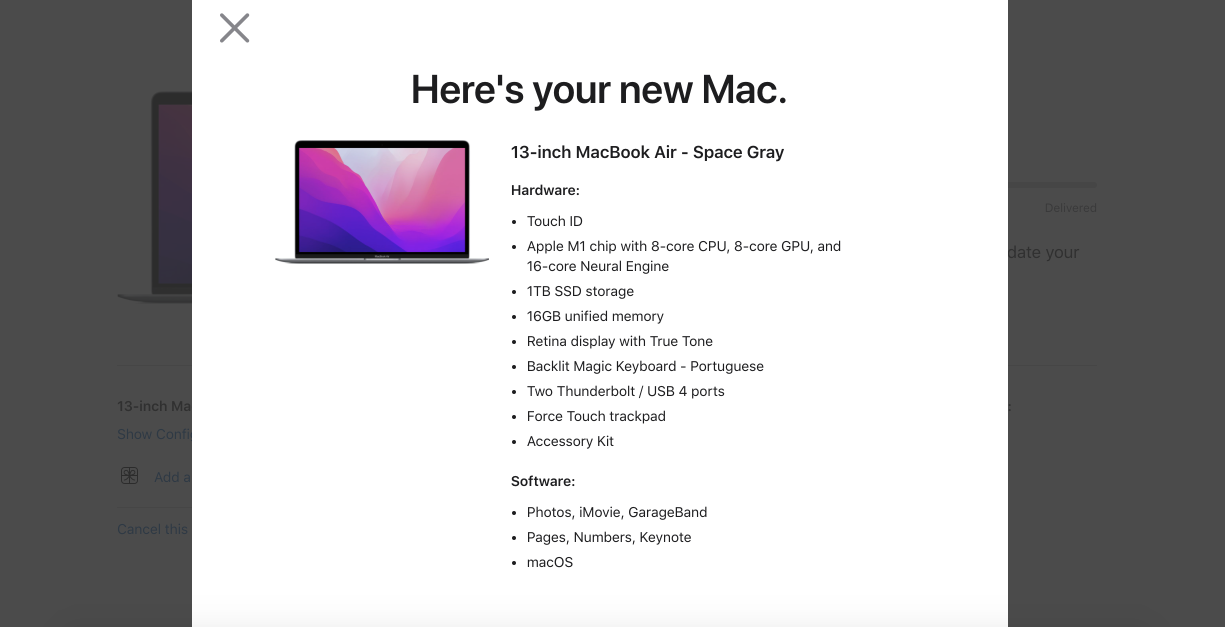 Here's your new Mac.
13-inch MacBook Air - Space Gray
Hardware:
Touch ID
Apple M1 chip with 8-core CPU, 8-core GPU, and
16-core Neural Engine
1TB SSD storage
16GB unified memory
Retina display with True Tone
Backlit Magic Keyboard - Portuguese
Two Thunderbolt / USB 4 ports
Force Touch trackpad
Accessory Kit
Software:
Photos, iMovie, GarageBand
Pages, Numbers, Keynote
macOS
Delivered
date your
13-inch Ma
Show Confi
Add a
Cancel this